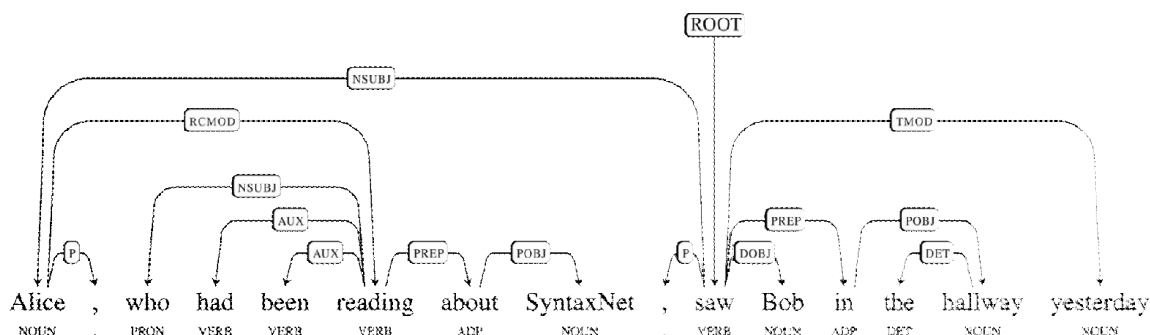 ROOT
NSUBJ
RCMOD TMOD
NSUBJ
AUX PREP POBJ
P AUX PREP POBJ P DOBJ DET
Alice , who had been reading about SyntaxNet , saw Bob in the hallway yesterday
NOUN . PRON VERB VERB VERB ADP NOUN . VERB NOUN ADP DET NOUN NOUN